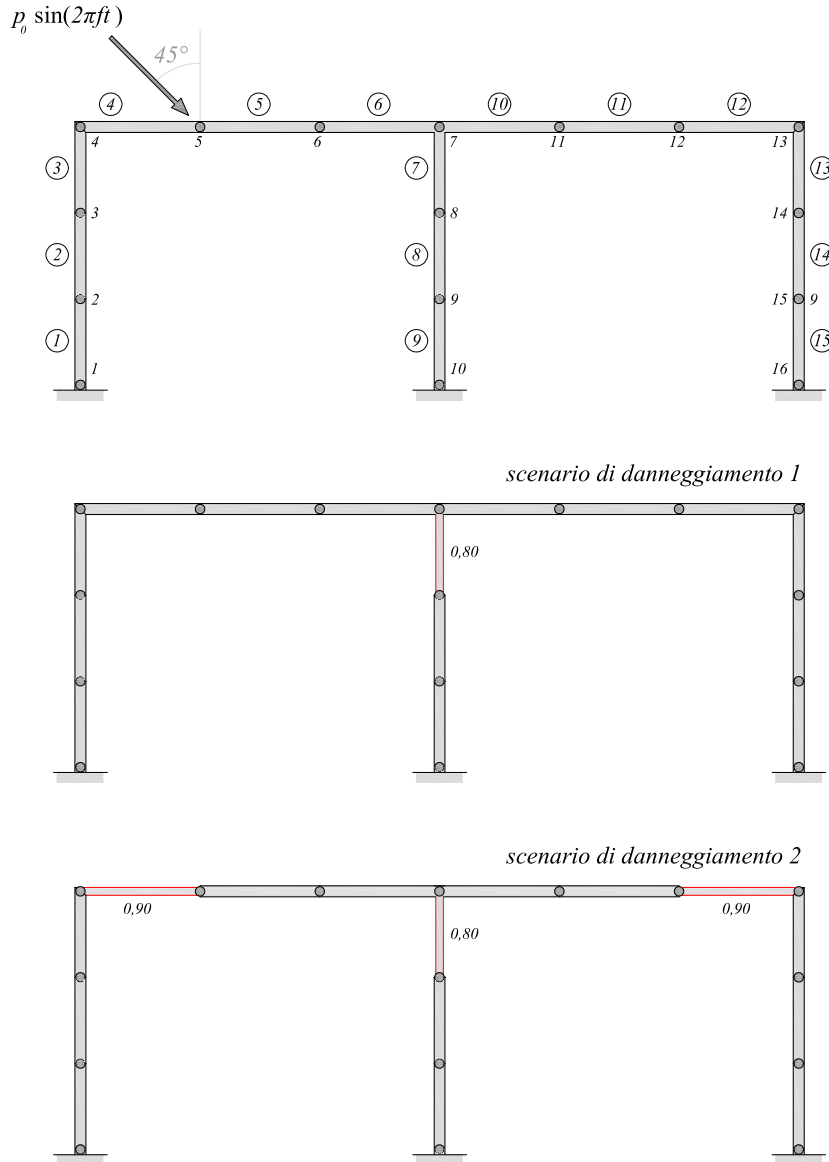 p₀ sin(2πft)
45°
4 5 6 10 11 12
4 5 6 7 11 12 13
3 7 13
3 8 14
2 8 14
2 9 15 9
1 9 15
1 10 16
scenario di danneggiamento 1
0,80
scenario di danneggiamento 2
0,90 0,90
0,80